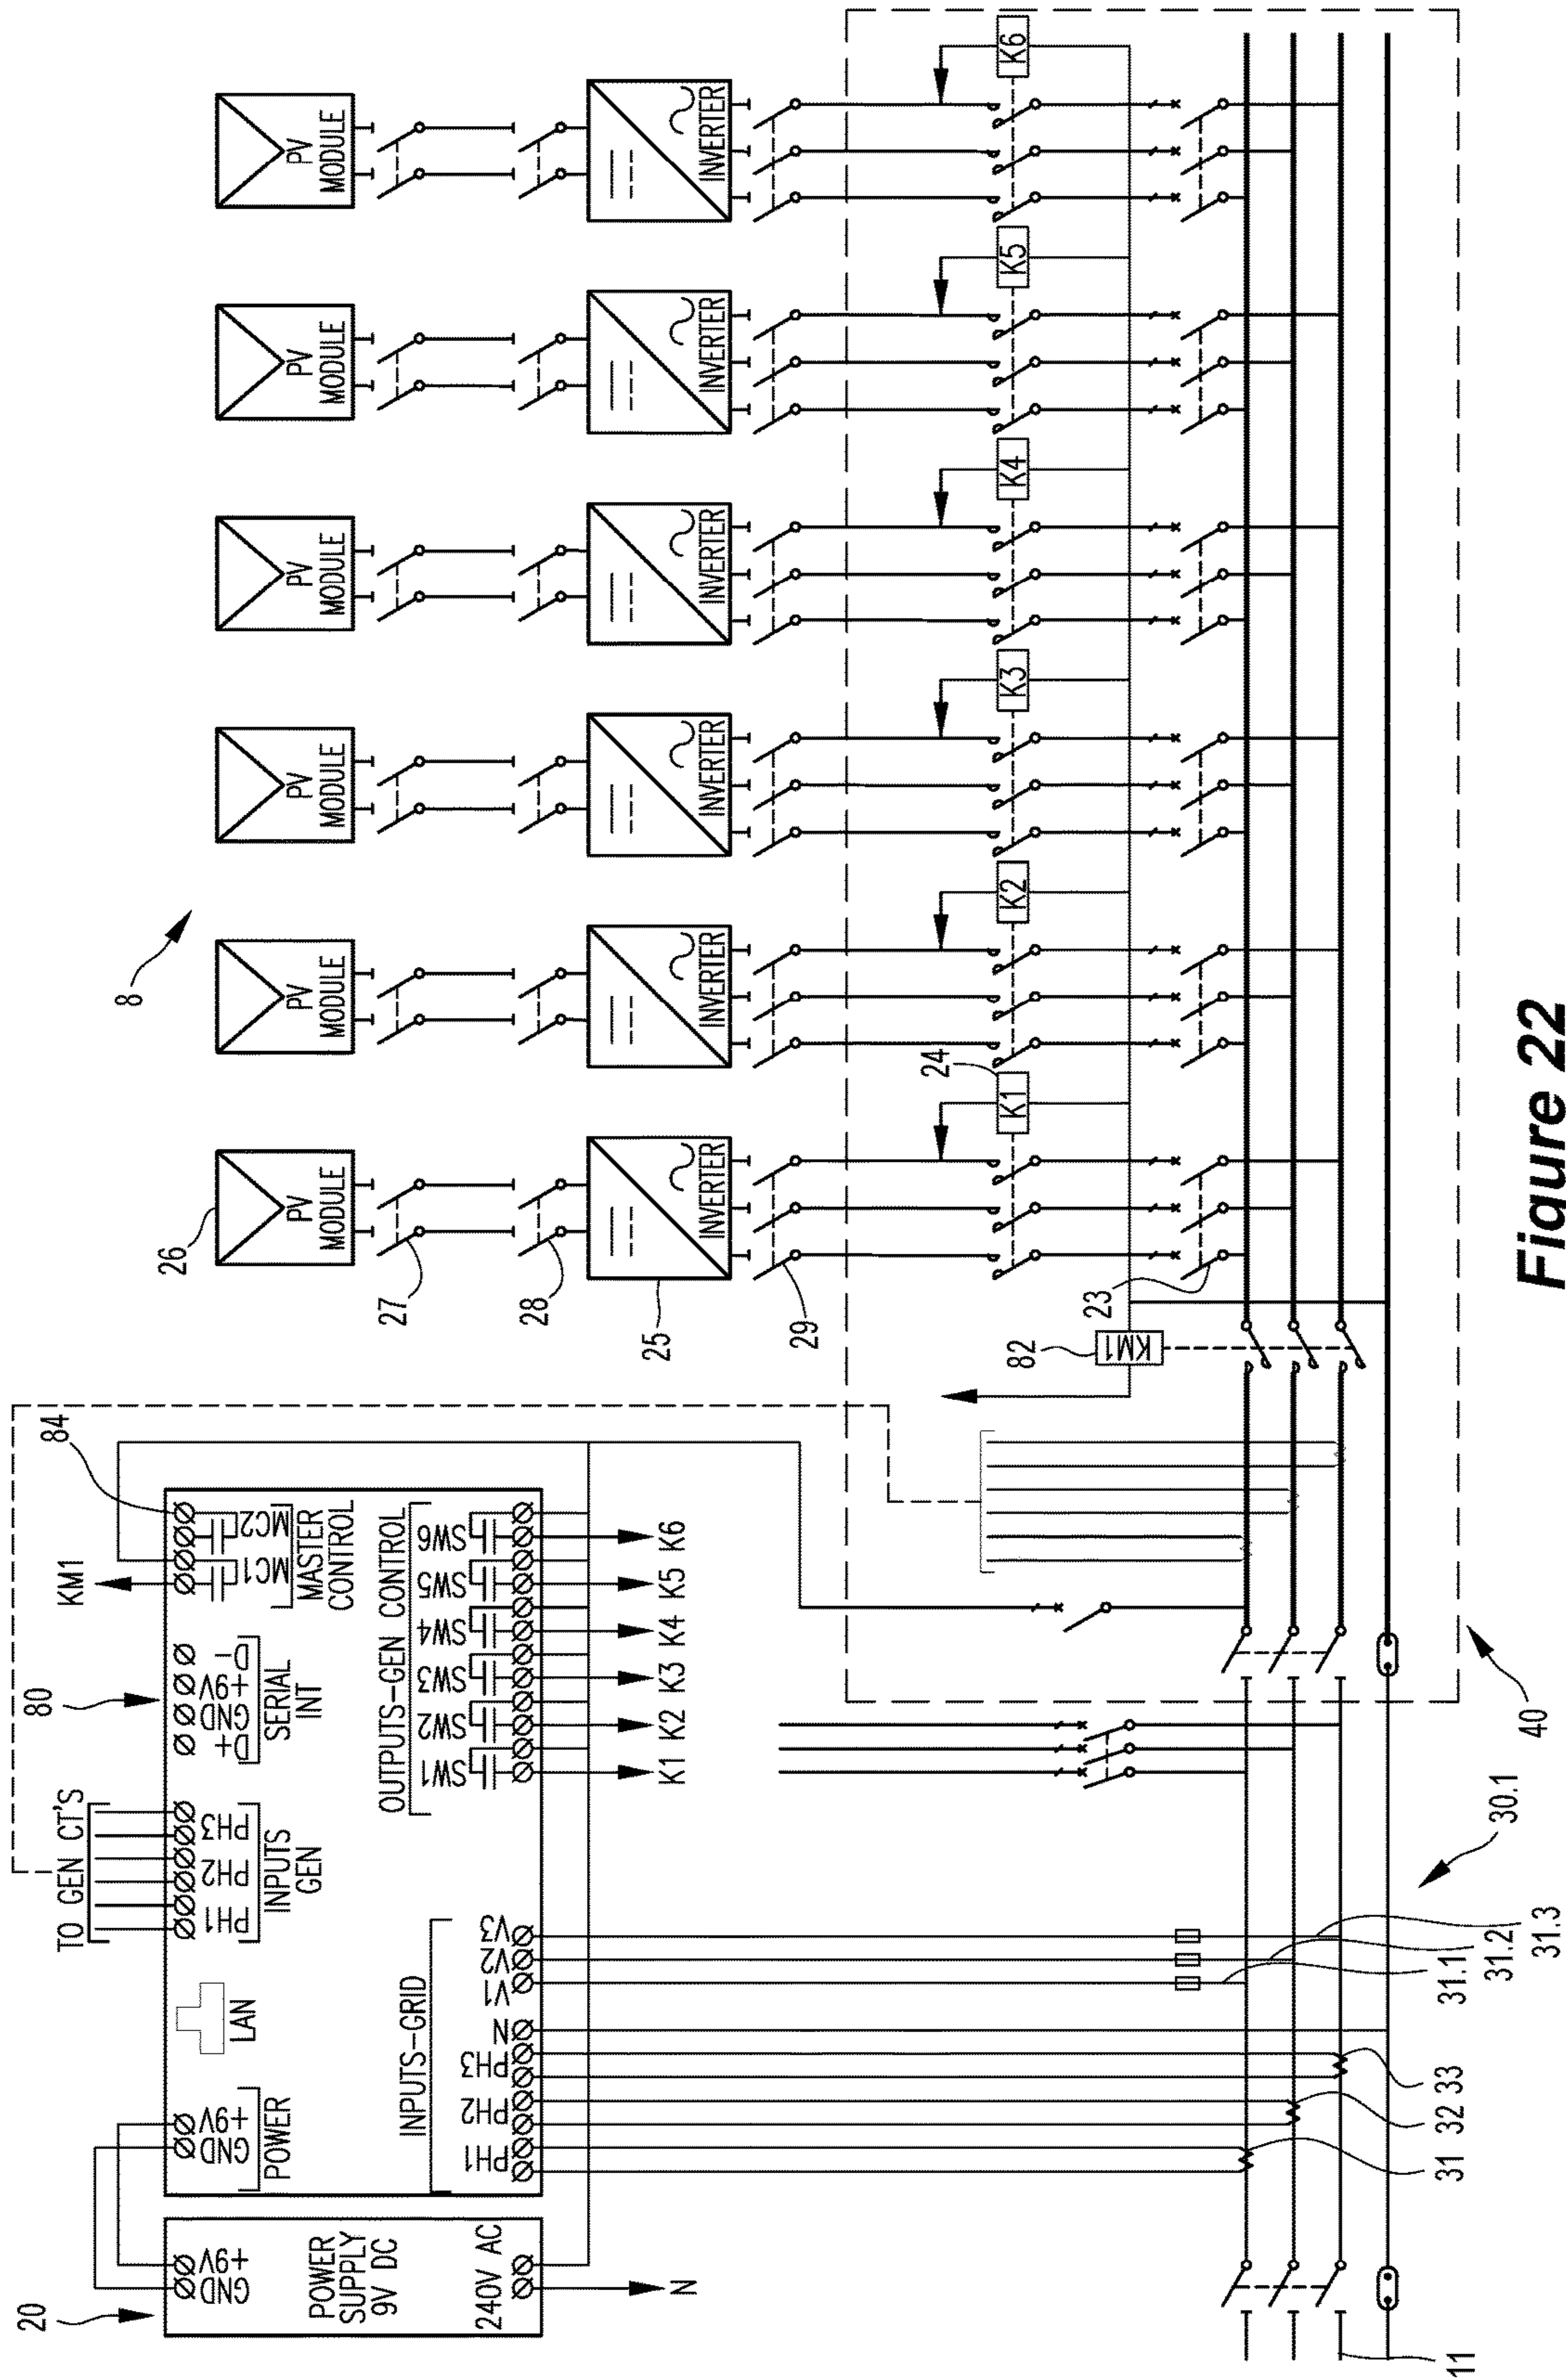 20
GND
+9V
POWER
SUPPLY
9V DC
240V AC
N
GND
+9V
POWER
LAN
TO GEN CT'S
PH1
PH2
PH3
INPUTS
GEN
80
D+
GND
+9V
D-
SERIAL
INT
KM1
84
MC1
MC2
MASTER
CONTROL
INPUTS-GRID
PH1
PH2
PH3
N
V1
V2
V3
OUTPUTS-GEN CONTROL
SW1
SW2
SW3
SW4
SW5
SW6
K1
K2
K3
K4
K5
K6
8
26
PV
MODULE
PV
MODULE
PV
MODULE
PV
MODULE
PV
MODULE
PV
MODULE
27
28
25
INVERTER
INVERTER
INVERTER
INVERTER
INVERTER
INVERTER
29
24
K1
K2
K3
K4
K5
K6
82
KM1
23
11
31
32
33
31.1
31.2
31.3
30.1
40
Figure 22